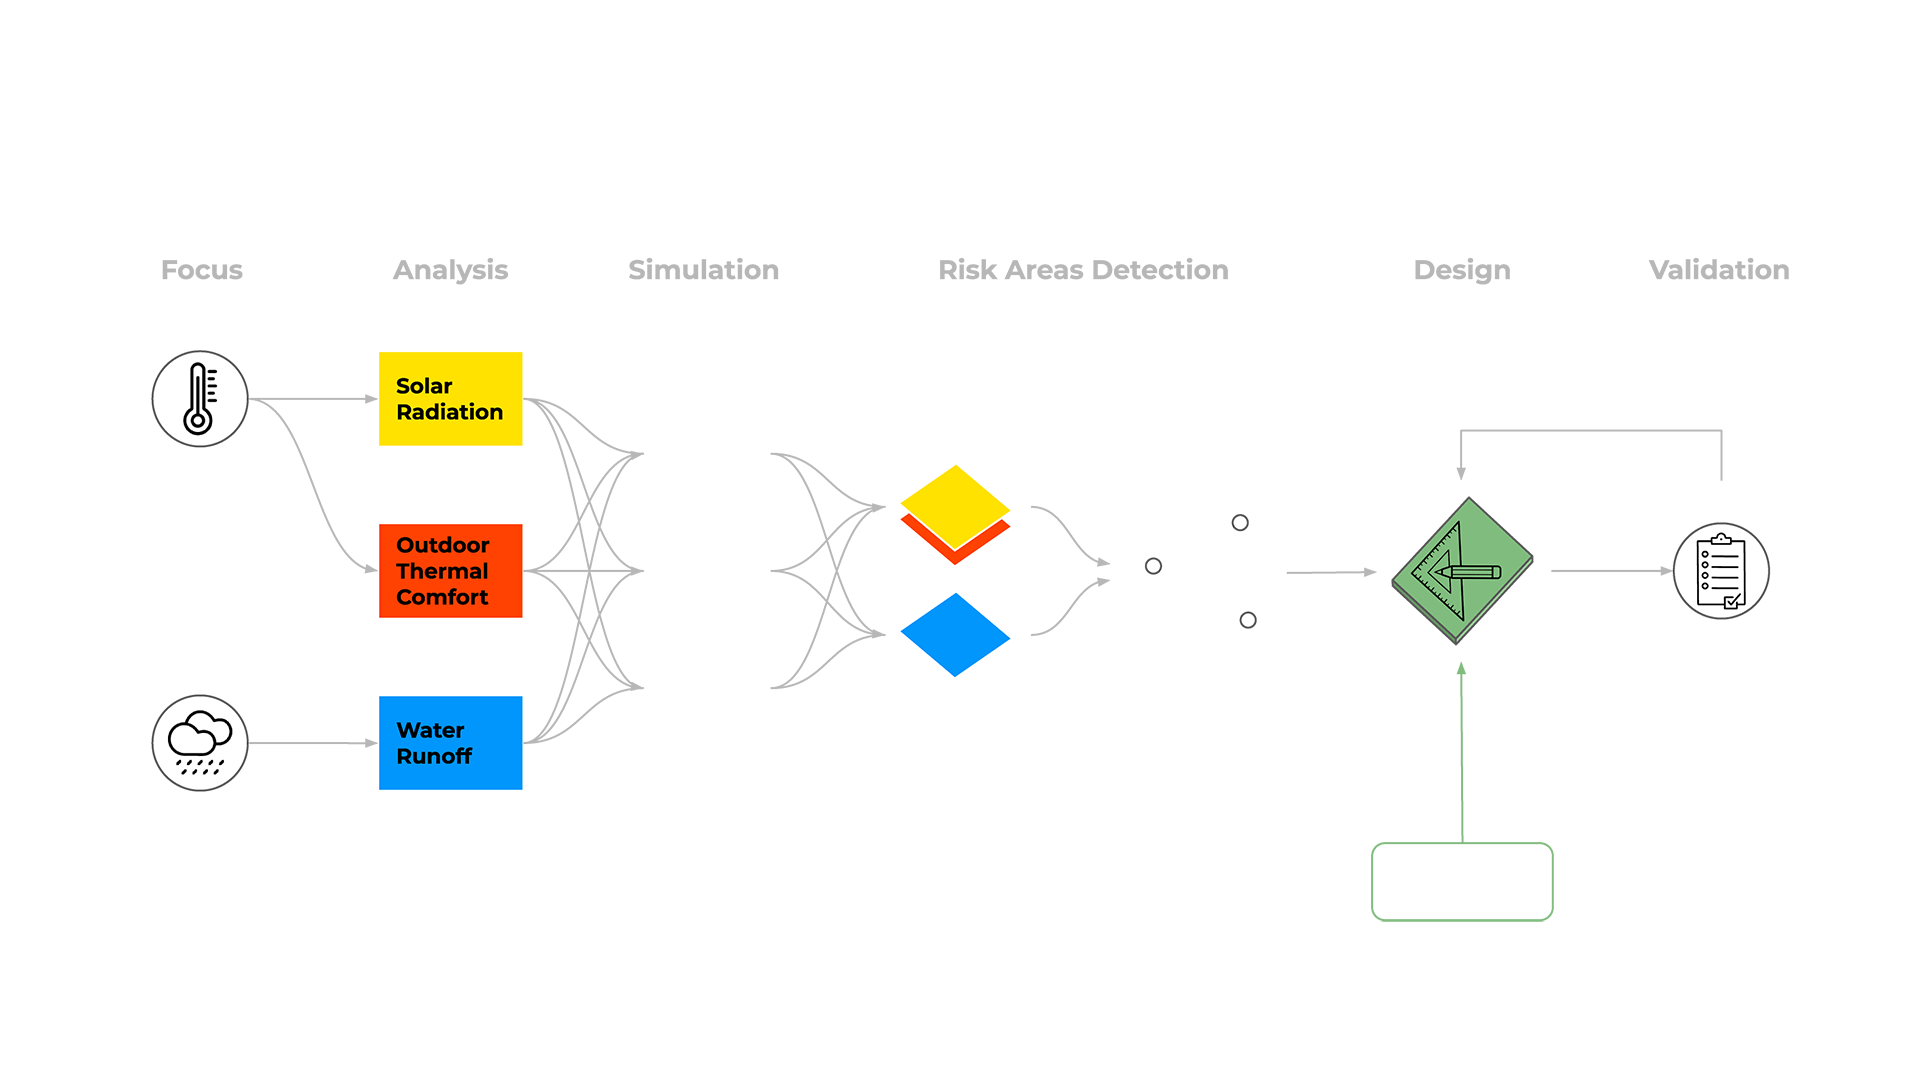 Focus
Analysis
Simulation
Risk Areas Detection
Design
Validation
Solar
Radiation
Outdoor
Thermal
Comfort
Water
Runoff